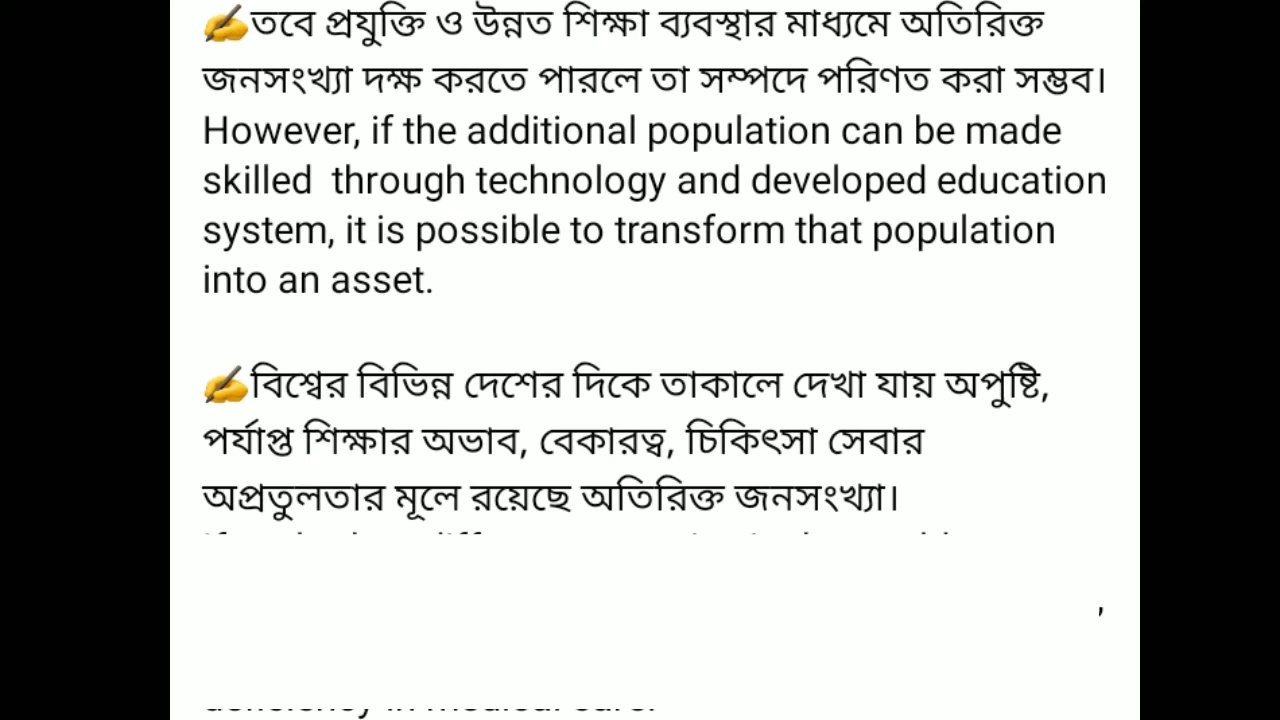 ✍️তবে প্রযুক্তি ও উন্নত শিক্ষা ব্যবস্থার মাধ্যমে অতিরিক্ত
জনসংখ্যা দক্ষ করতে পারলে তা সম্পদে পরিণত করা সম্ভব।
However, if the additional population can be made
skilled  through technology and developed education
system, it is possible to transform that population
into an asset.
✍️বিশ্বের বিভিন্ন দেশের দিকে তাকালে দেখা যায় অপুষ্টি,
পর্যাপ্ত শিক্ষার অভাব, বেকারত্ব, চিকিৎসা সেবার
অপ্রতুলতার মূলে রয়েছে অতিরিক্ত জনসংখ্যা।
,